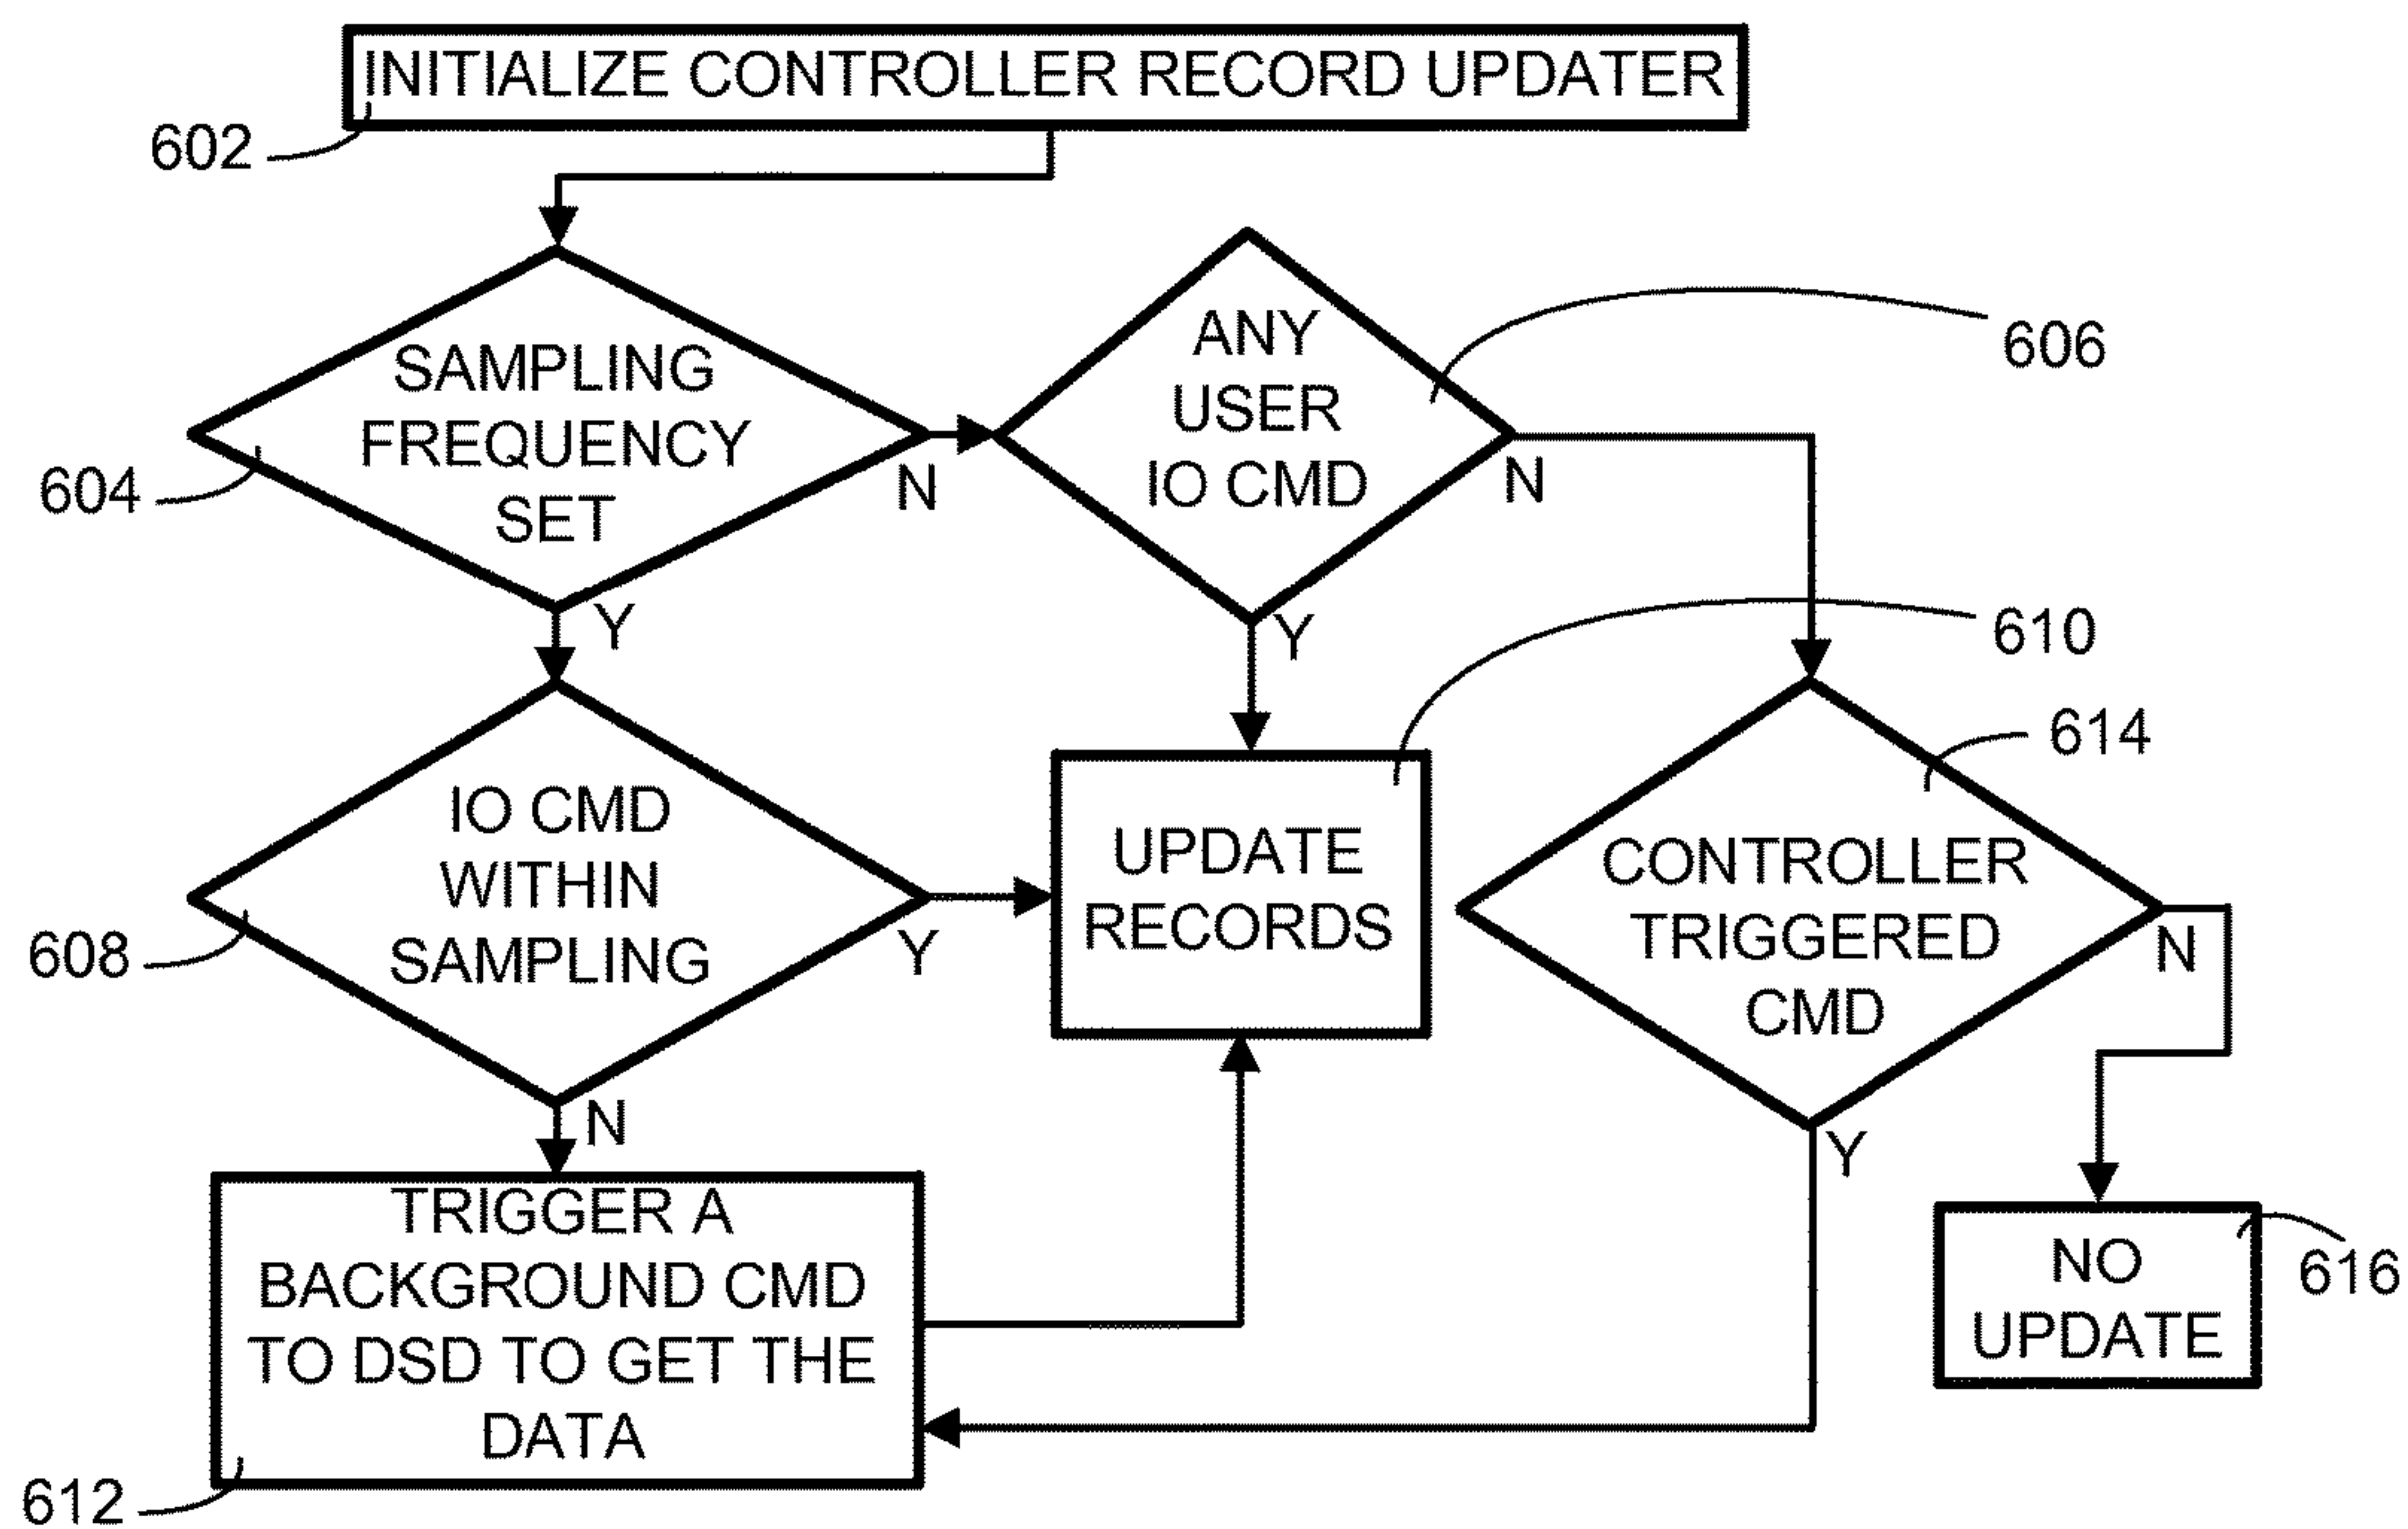 INITIALIZE CONTROLLER RECORD UPDATER
602
SAMPLING
FREQUENCY
SET
604
N
Y
ANY
USER
IO CMD
606
N
Y
IO CMD
WITHIN
SAMPLING
608
Y
N
UPDATE
RECORDS
610
CONTROLLER
TRIGGERED
CMD
614
N
Y
TRIGGER A
BACKGROUND CMD
TO DSD TO GET THE
DATA
612
NO
UPDATE
616